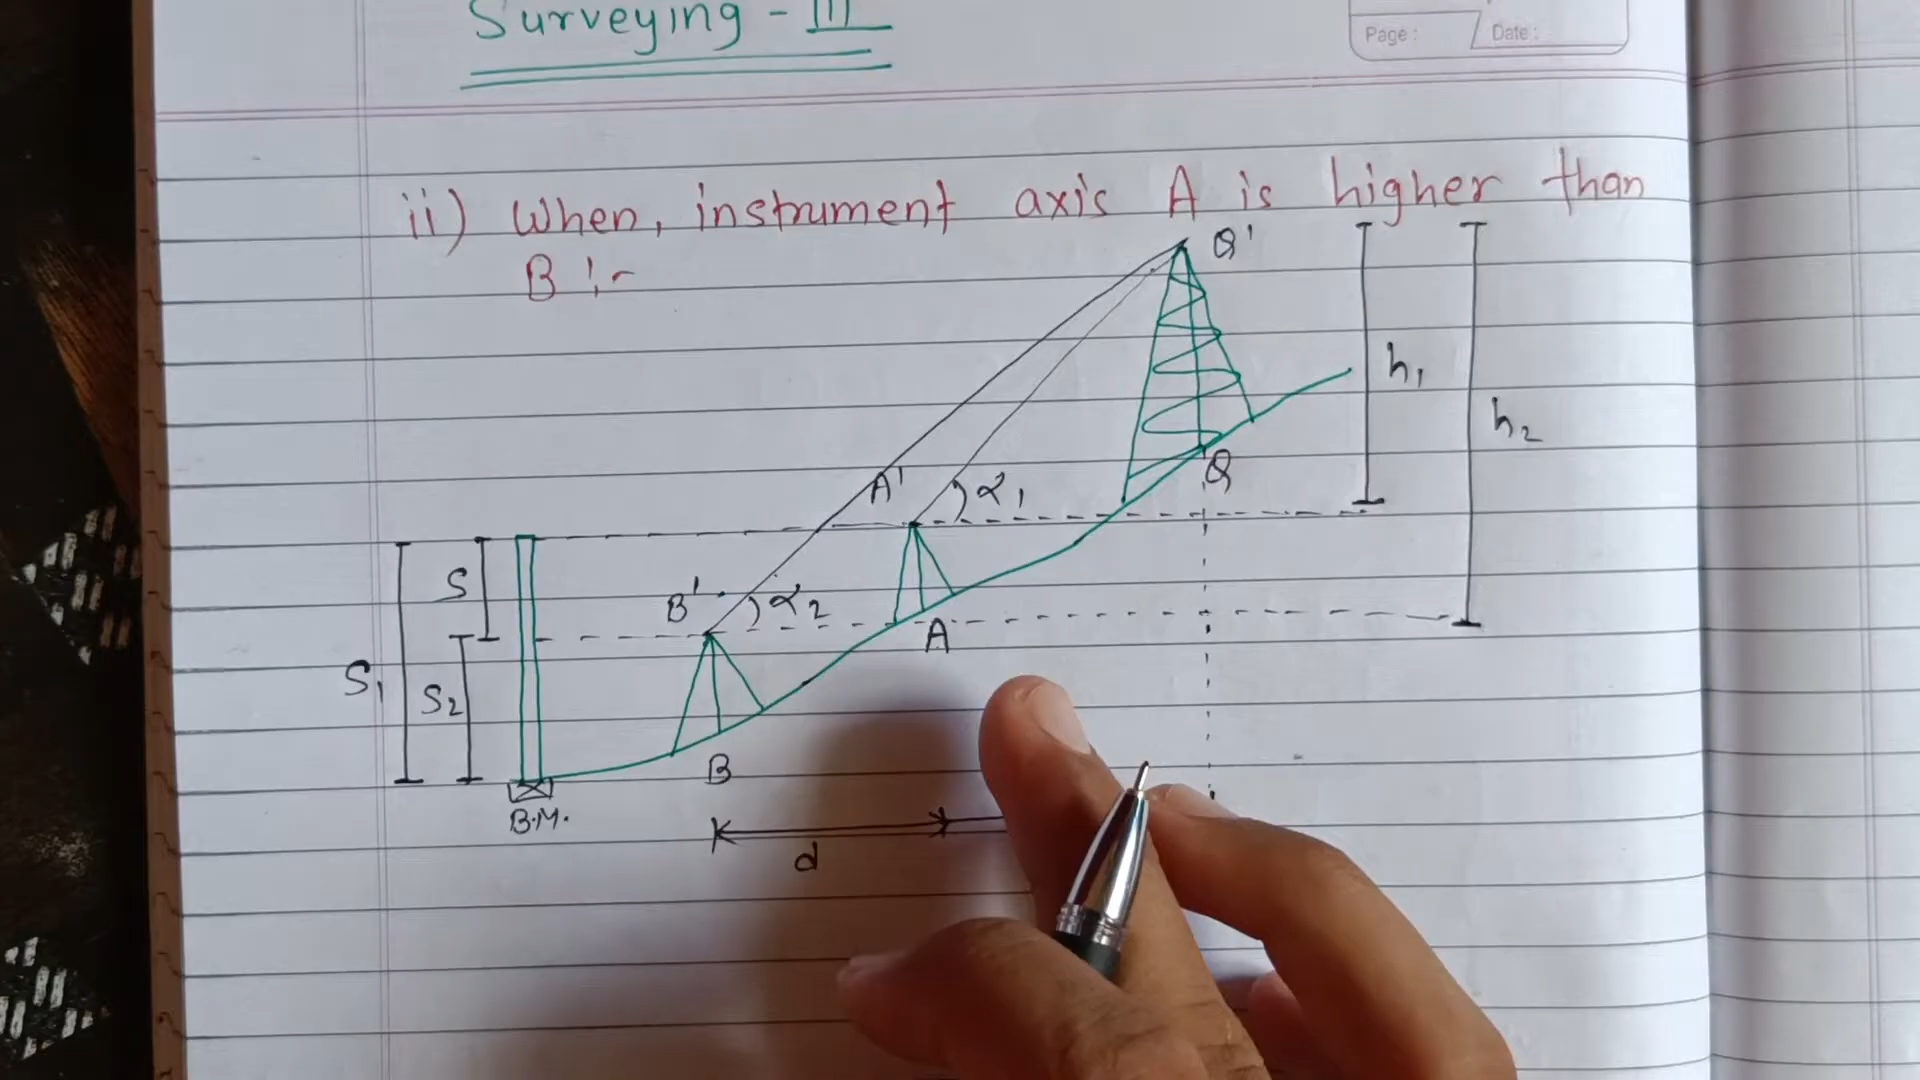 Surveying - III
Page :
Date :
ii) When, instrument axis A is higher than
B :-
Q'
h₁
h₂
A'
α₁
Q
S
B'
α₂
A
S₁
S₂
B
B.M.
d